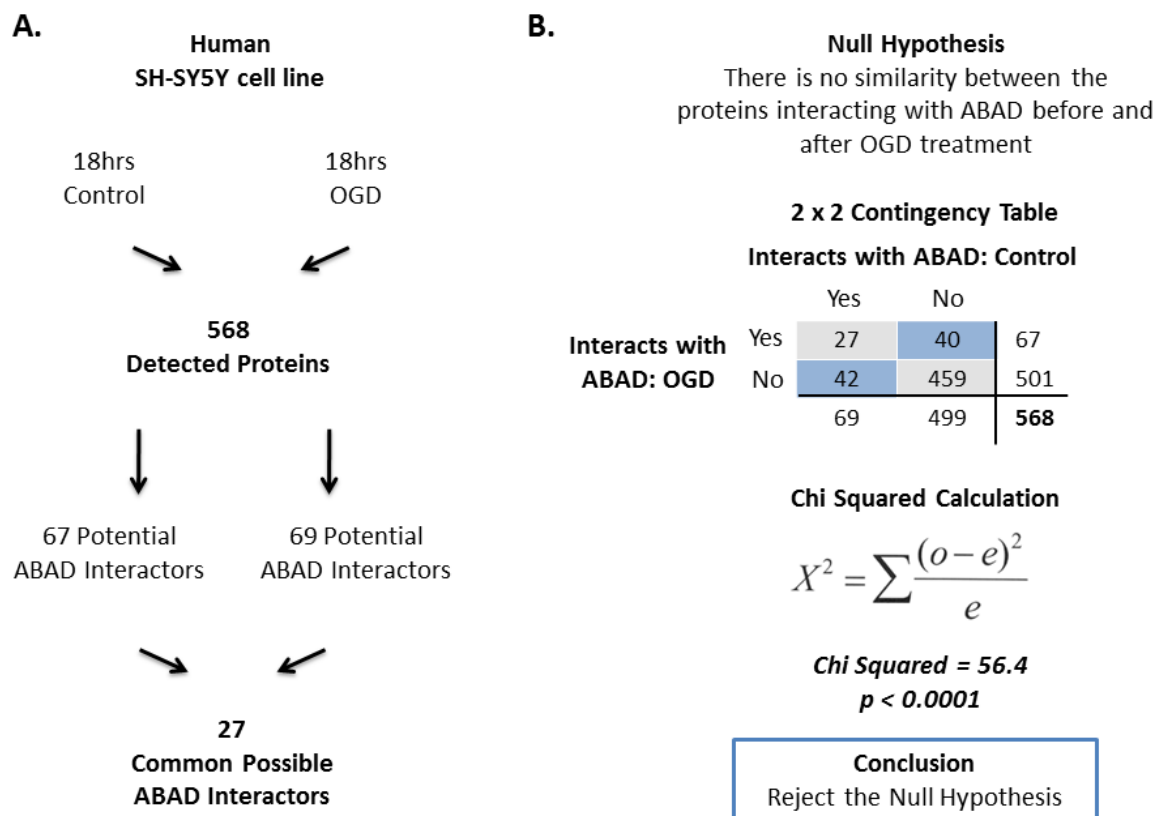 A.
Human
SH-SY5Y cell line
18hrs
Control
18hrs
OGD
568
Detected Proteins
67 Potential
ABAD Interactors
69 Potential
ABAD Interactors
27
Common Possible
ABAD Interactors
B.
Null Hypothesis
There is no similarity between the
proteins interacting with ABAD before and
after OGD treatment
2 x 2 Contingency Table
Interacts with ABAD: Control
Yes No
Interacts with
ABAD: OGD
Yes 27 40 67
No 42 459 501
69 499 568
Chi Squared Calculation
X² = ∑ (o – e)² / e
Chi Squared = 56.4
p < 0.0001
Conclusion
Reject the Null Hypothesis